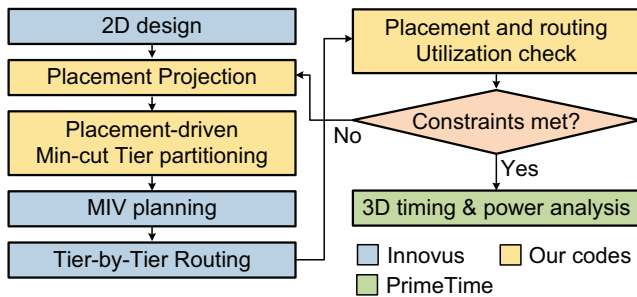 2D design
Placement Projection
Placement-driven
Min-cut Tier partitioning
MIV planning
Tier-by-Tier Routing
Placement and routing
Utilization check
Constraints met?
No
Yes
3D timing & power analysis
Innovus
Our codes
PrimeTime